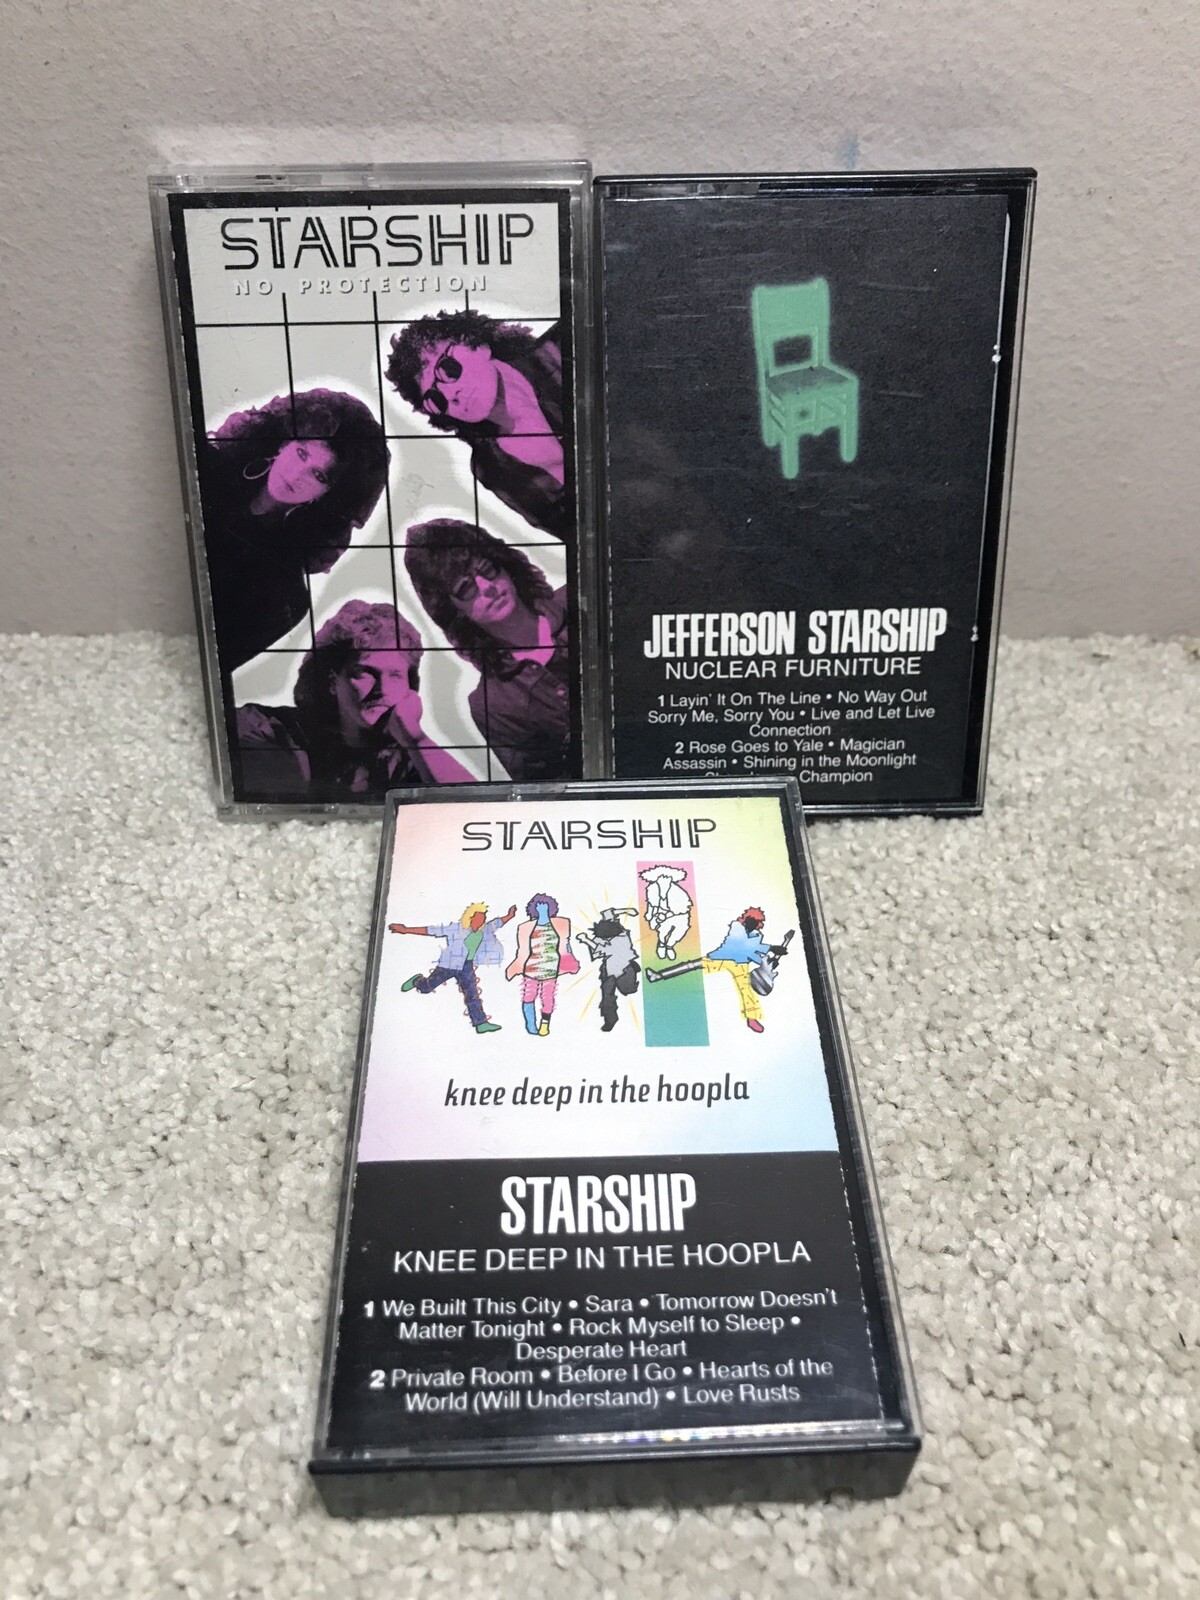 STARSHIP
NO PROTECTION
JEFFERSON STARSHIP
NUCLEAR FURNITURE
1 Layin' It On The Line • No Way Out
Sorry Me, Sorry You • Live and Let Live
Connection
2 Rose Goes to Yale • Magician
Assassin • Shining in the Moonlight
Champion
STARSHIP
knee deep in the hoopla
STARSHIP
KNEE DEEP IN THE HOOPLA
1 We Built This City • Sara • Tomorrow Doesn't
Matter Tonight • Rock Myself to Sleep •
Desperate Heart
2 Private Room • Before I Go • Hearts of the
World (Will Understand) • Love Rusts